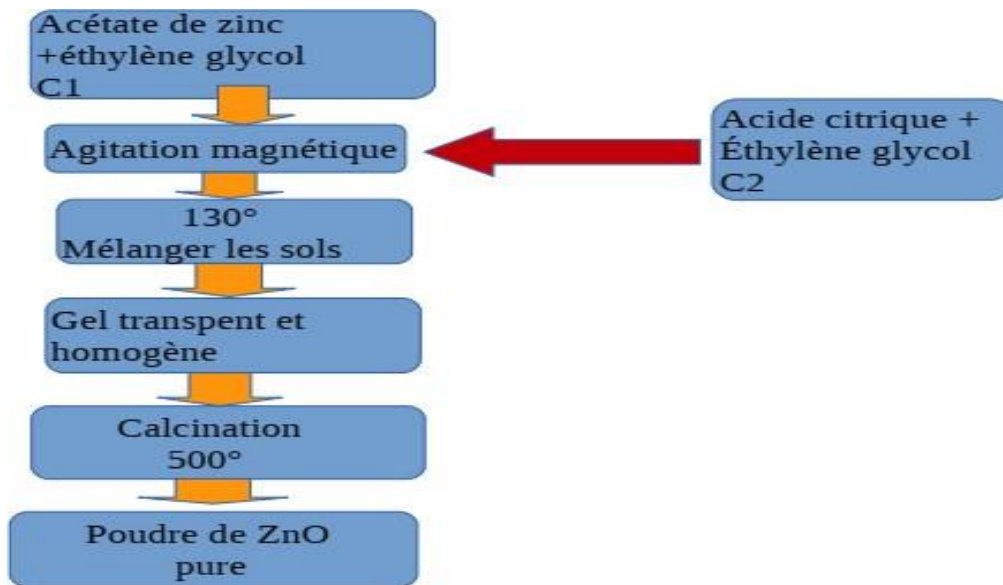 Acétate de zinc
+éthylène glycol
C1
Agitation magnétique
Acide citrique +
Éthylène glycol
C2
130°
Mélanger les sols
Gel transpent et
homogène
Calcination
500°
Poudre de ZnO
pure